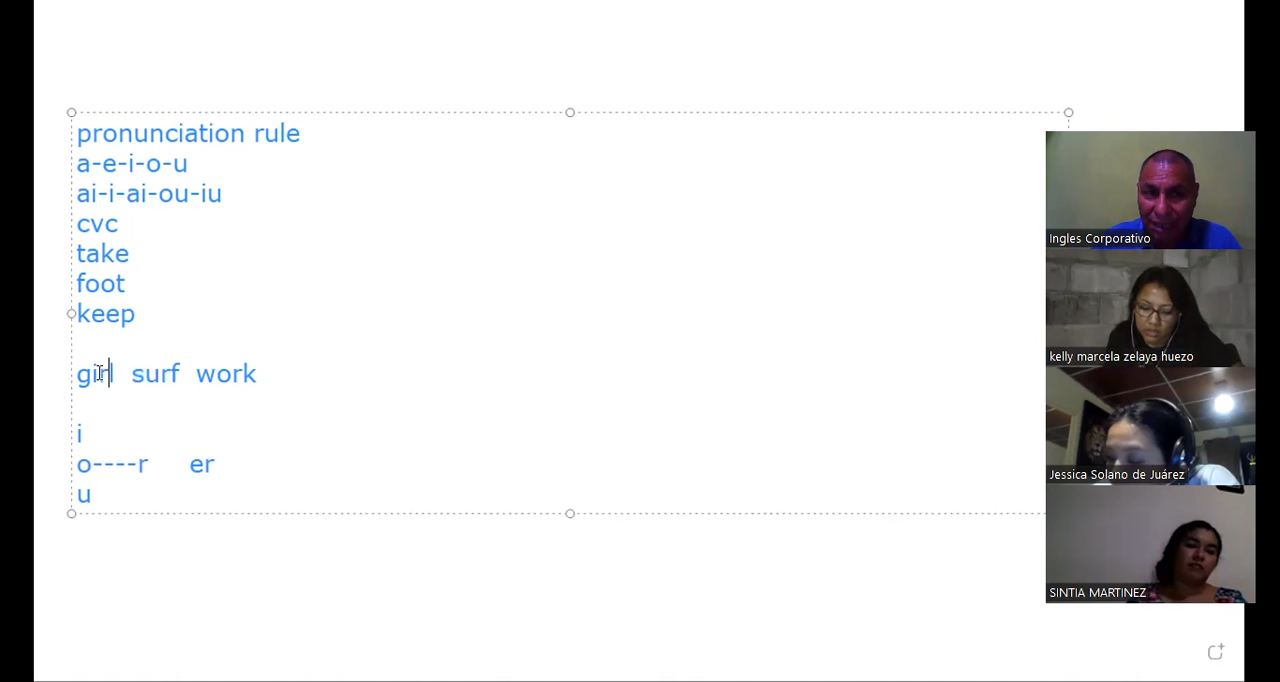 pronunciation rule
a-e-i-o-u
ai-i-ai-ou-iu
cvc
take
foot
keep
girl surf work
i
o----r er
u
Ingles Corporativo
kelly marcela zelaya huezo
Jessica Solano de Juárez
SINTIA MARTINEZ